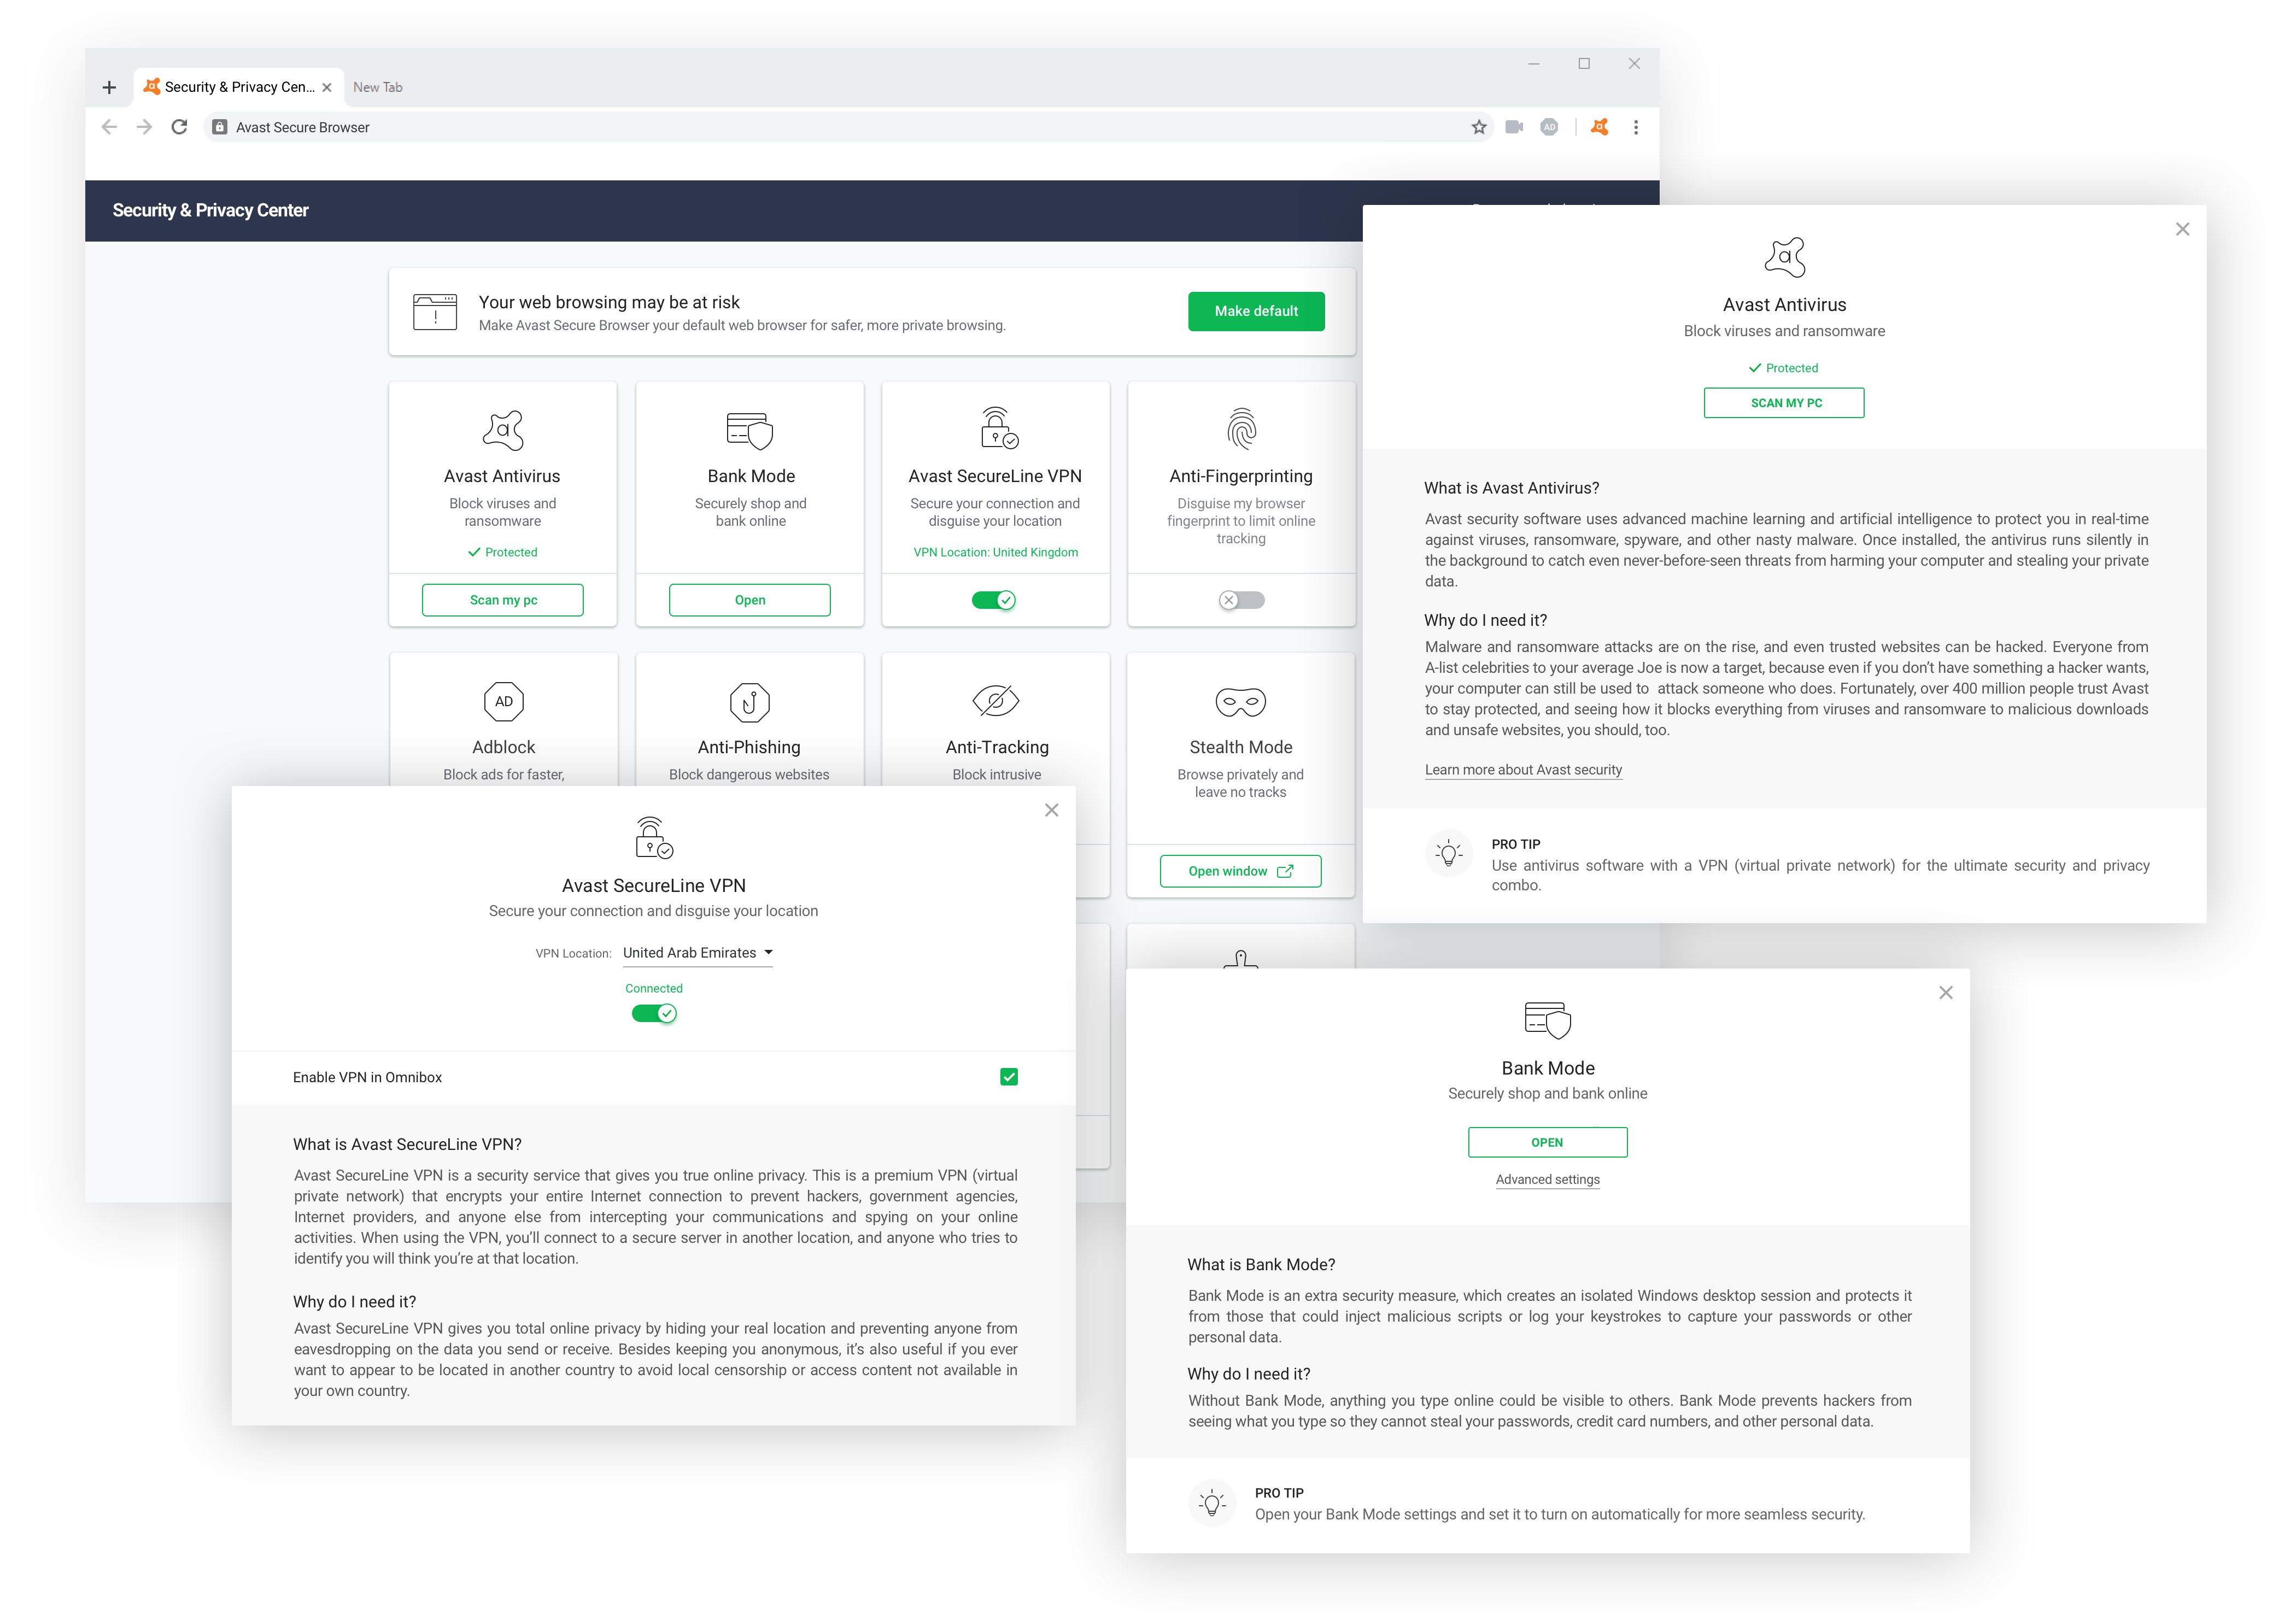 Security & Privacy Cen...
New Tab
Avast Secure Browser
AD
Security & Privacy Center
Your web browsing may be at risk
Make Avast Secure Browser your default web browser for safer, more private browsing.
Make default
Avast Antivirus
Block viruses and
ransomware
Protected
Scan my pc
Bank Mode
Securely shop and
bank online
Open
Avast SecureLine VPN
Secure your connection and
disguise your location
VPN Location: United Kingdom
Anti-Fingerprinting
Disguise my browser
fingerprint to limit online
tracking
AD
Adblock
Block ads for faster,
Anti-Phishing
Block dangerous websites
Anti-Tracking
Block intrusive
Stealth Mode
Browse privately and
leave no tracks
Open window
Avast Antivirus
Block viruses and ransomware
Protected
SCAN MY PC
What is Avast Antivirus?
Avast security software uses advanced machine learning and artificial intelligence to protect you in real-time
against viruses, ransomware, spyware, and other nasty malware. Once installed, the antivirus runs silently in
the background to catch even never-before-seen threats from harming your computer and stealing your private
data.
Why do I need it?
Malware and ransomware attacks are on the rise, and even trusted websites can be hacked. Everyone from
A-list celebrities to your average Joe is now a target, because even if you don't have something a hacker wants,
your computer can still be used to  attack someone who does. Fortunately, over 400 million people trust Avast
to stay protected, and seeing how it blocks everything from viruses and ransomware to malicious downloads
and unsafe websites, you should, too.
Learn more about Avast security
PRO TIP
Use antivirus software with a VPN (virtual private network) for the ultimate security and privacy
combo.
Avast SecureLine VPN
Secure your connection and disguise your location
VPN Location: United Arab Emirates
Connected
Enable VPN in Omnibox
What is Avast SecureLine VPN?
Avast SecureLine VPN is a security service that gives you true online privacy. This is a premium VPN (virtual
private network) that encrypts your entire Internet connection to prevent hackers, government agencies,
Internet providers, and anyone else from intercepting your communications and spying on your online
activities. When using the VPN, you'll connect to a secure server in another location, and anyone who tries to
identify you will think you're at that location.
Why do I need it?
Avast SecureLine VPN gives you total online privacy by hiding your real location and preventing anyone from
eavesdropping on the data you send or receive. Besides keeping you anonymous, it's also useful if you ever
want to appear to be located in another country to avoid local censorship or access content not available in
your own country.
Bank Mode
Securely shop and bank online
OPEN
Advanced settings
What is Bank Mode?
Bank Mode is an extra security measure, which creates an isolated Windows desktop session and protects it
from those that could inject malicious scripts or log your keystrokes to capture your passwords or other
personal data.
Why do I need it?
Without Bank Mode, anything you type online could be visible to others. Bank Mode prevents hackers from
seeing what you type so they cannot steal your passwords, credit card numbers, and other personal data.
PRO TIP
Open your Bank Mode settings and set it to turn on automatically for more seamless security.